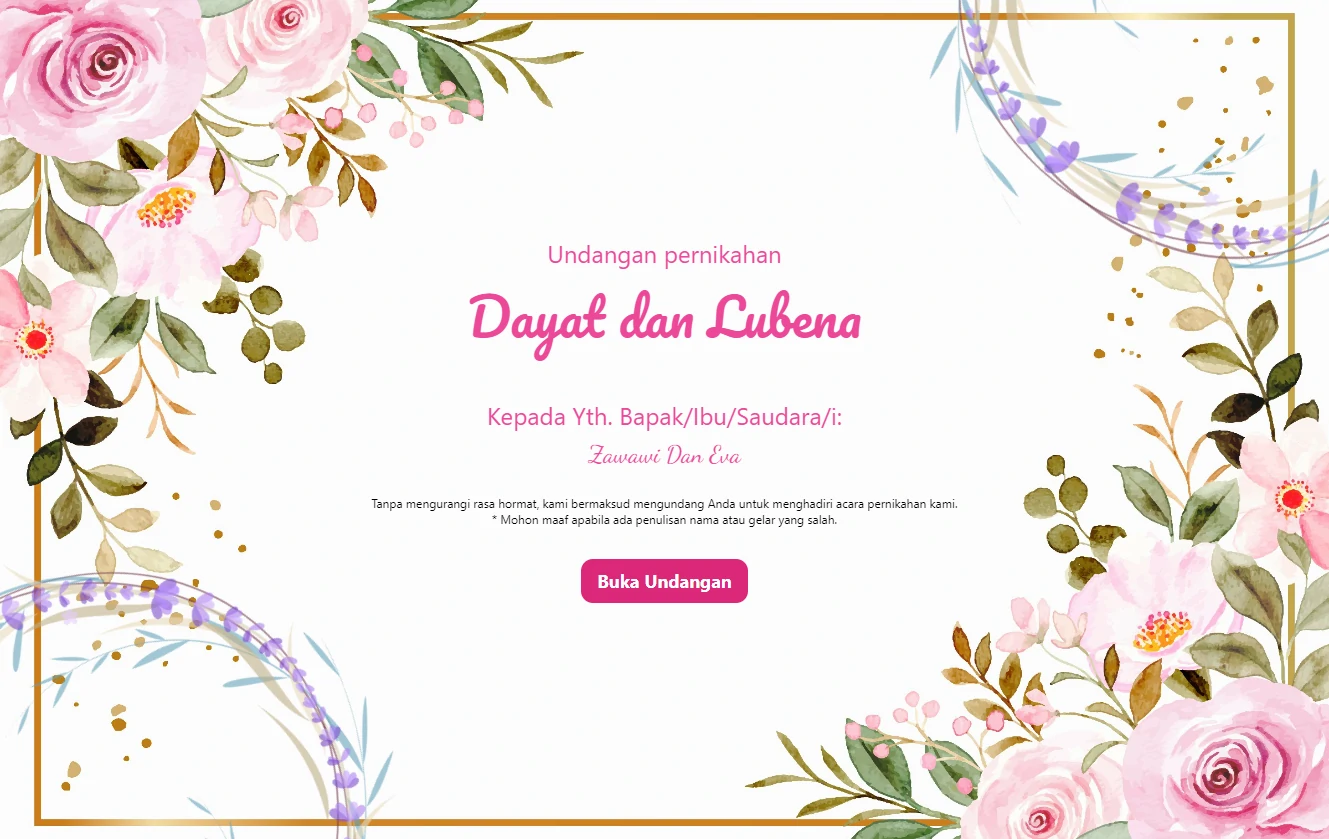 Undangan pernikahan
Dayat dan Lubena
Kepada Yth. Bapak/Ibu/Saudara/i:
Zawawi Dan Eva
Tanpa mengurangi rasa hormat, kami bermaksud mengundang Anda untuk menghadiri acara pernikahan kami.
* Mohon maaf apabila ada penulisan nama atau gelar yang salah.
Buka Undangan